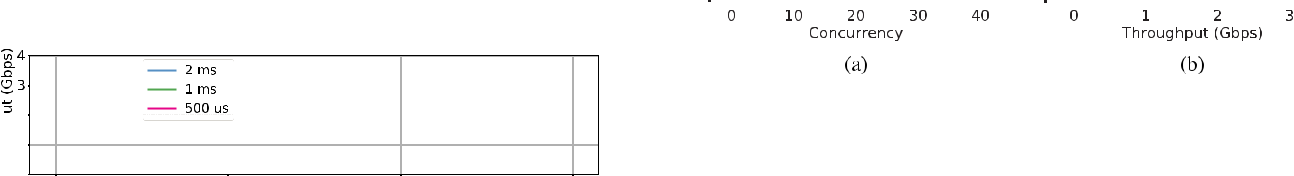 4
3
ut (Gbps)
2 ms
1 ms
500 us
0 10 20 30 40
Concurrency
(a)
0 1 2 3
Throughput (Gbps)
(b)